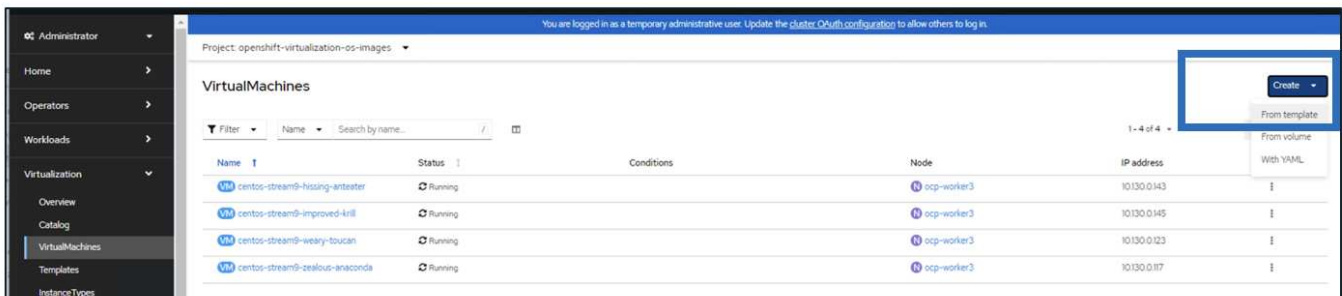 You are logged in as a temporary administrative user. Update the cluster OAuth configuration to allow others to log in.
Administrator
Project: openshift-virtualization-os-images
Home
Operators
Workloads
Virtualization
Overview
Catalog
VirtualMachines
Templates
InstanceTypes
VirtualMachines
Create
From template
From volume
With YAML
Filter Name Search by name... / 1 - 4 of 4
Name Status Conditions Node IP address
VM centos-stream9-hissing-anteater Running N ocp-worker3 10.130.0.143
VM centos-stream9-improved-krill Running N ocp-worker3 10.130.0.145
VM centos-stream9-weary-toucan Running N ocp-worker3 10.130.0.123
VM centos-stream9-zealous-anaconda Running N ocp-worker3 10.130.0.117